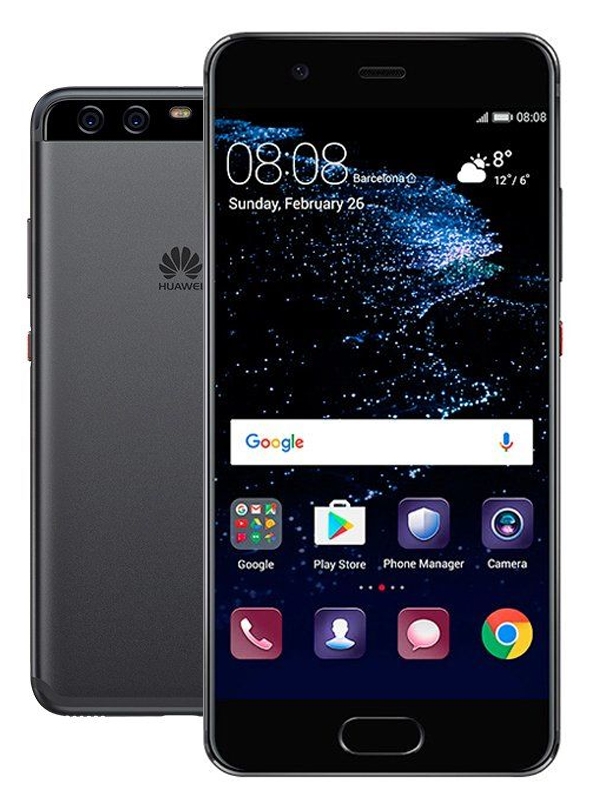 HUAWEI
08:08
08:08
Barcelona
8°
12°/6°
Sunday, February 26
Google
Google
Play Store
Phone Manager
Camera